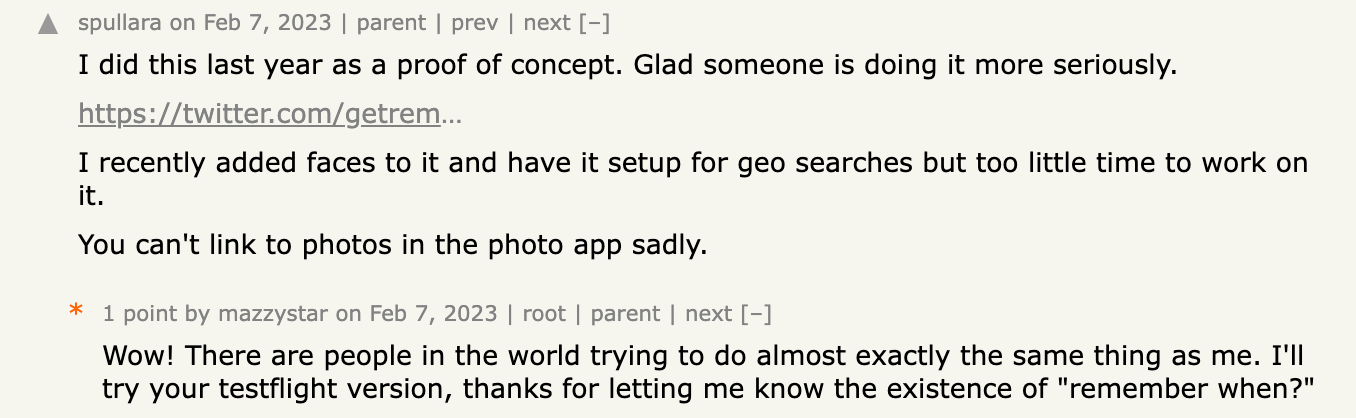 ▲ spullara on Feb 7, 2023 | parent | prev | next [–]
I did this last year as a proof of concept. Glad someone is doing it more seriously.
https://twitter.com/getrem...
I recently added faces to it and have it setup for geo searches but too little time to work on
it.
You can't link to photos in the photo app sadly.
* 1 point by mazzystar on Feb 7, 2023 | root | parent | next [–]
Wow! There are people in the world trying to do almost exactly the same thing as me. I'll
try your testflight version, thanks for letting me know the existence of "remember when?"